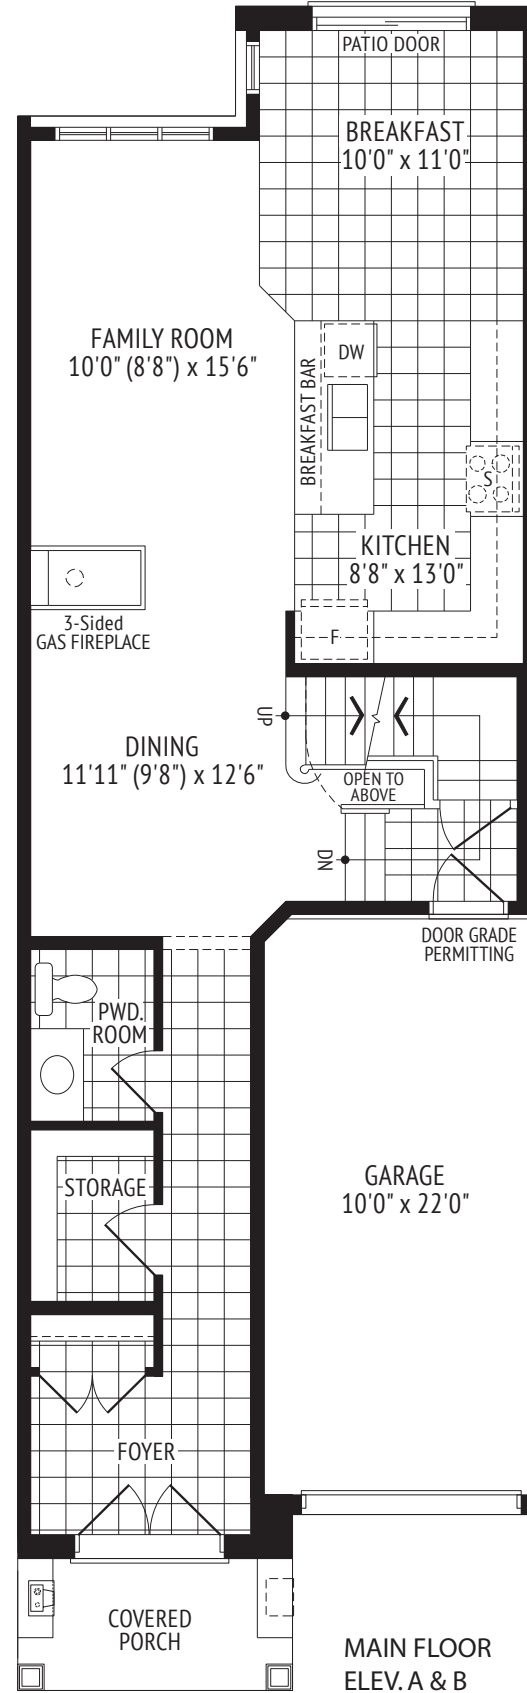 PATIO DOOR
BREAKFAST
10'0" x 11'0"
FAMILY ROOM
10'0" (8'8") x 15'6"
DW
BREAKFAST BAR
S
KITCHEN
8'8" x 13'0"
3-Sided
GAS FIREPLACE
F
UP
DINING
11'11" (9'8") x 12'6"
OPEN TO
ABOVE
DN
DOOR GRADE
PERMITTING
PWD.
ROOM
STORAGE
GARAGE
10'0" x 22'0"
FOYER
COVERED
PORCH
MAIN FLOOR
ELEV. A & B